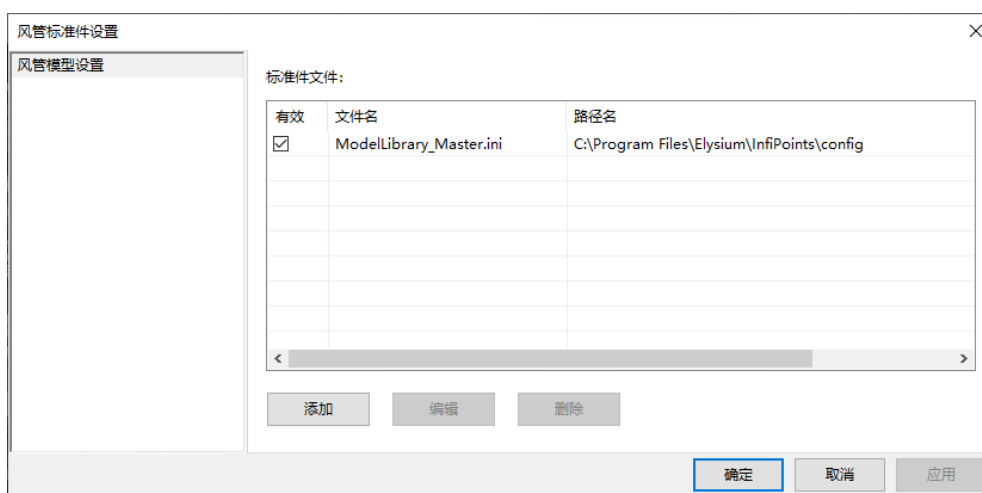 风管标准件设置
风管模型设置
标准件文件：
有效 文件名 路径名
ModelLibrary_Master.ini C:\Program Files\Elysium\InfiPoints\config
添加 编辑 删除
确定 取消 应用